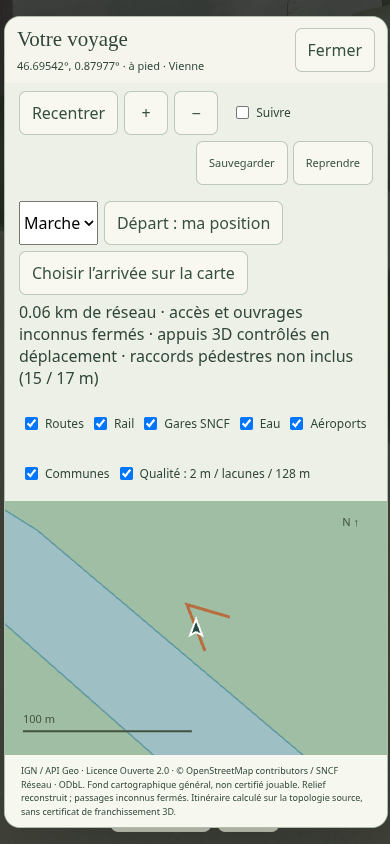 Votre voyage
Fermer
46.69542°, 0.87977° · à pied · Vienne
Recentrer + − Suivre
Sauvegarder Reprendre
Marche Départ : ma position
Choisir l’arrivée sur la carte
0.06 km de réseau · accès et ouvrages
inconnus fermés · appuis 3D contrôlés en
déplacement · raccords pédestres non inclus
(15 / 17 m)
Routes Rail Gares SNCF Eau Aéroports
Communes Qualité : 2 m / lacunes / 128 m
N ↑
100 m
IGN / API Geo · Licence Ouverte 2.0 · © OpenStreetMap contributors / SNCF
Réseau · ODbL. Fond cartographique général, non certifié jouable. Relief
reconstruit ; passages inconnus fermés. Itinéraire calculé sur la topologie source,
sans certificat de franchissement 3D.